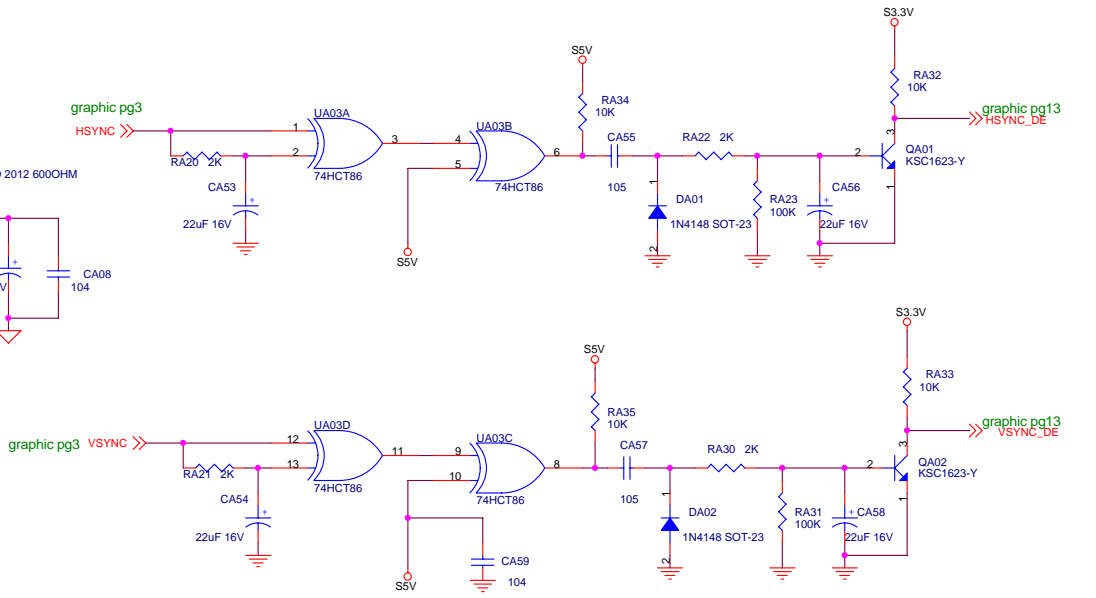 S3.3V
RA32
10K
graphic pg13
HSYNC_DE
3
2
QA01
KSC1623-Y
1
S5V
RA34
10K
graphic pg3
HSYNC
UA03A
1
2
3
74HCT86
RA20 2K
CA53
+
22uF 16V
UA03B
4
5
6
74HCT86
S5V
CA55
105
RA22 2K
1
DA01
1N4148 SOT-23
2
RA23
100K
CA56
+
22uF 16V
2012 600OHM
+
V
CA08
104
S3.3V
RA33
10K
graphic pg13
VSYNC_DE
3
2
QA02
KSC1623-Y
1
S5V
RA35
10K
graphic pg3
VSYNC
UA03D
12
13
11
74HCT86
RA21 2K
CA54
+
22uF 16V
UA03C
9
10
8
74HCT86
CA59
104
S5V
CA57
105
RA30 2K
1
DA02
1N4148 SOT-23
2
RA31
100K
CA58
+
22uF 16V